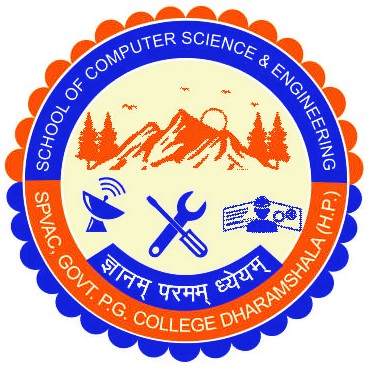 SCHOOL OF COMPUTER SCIENCE & ENGINEERING
ज्ञानम् परमम् ध्येयम्
SPVAC, GOVT. P.G. COLLEGE DHARAMSHALA (H.P.)